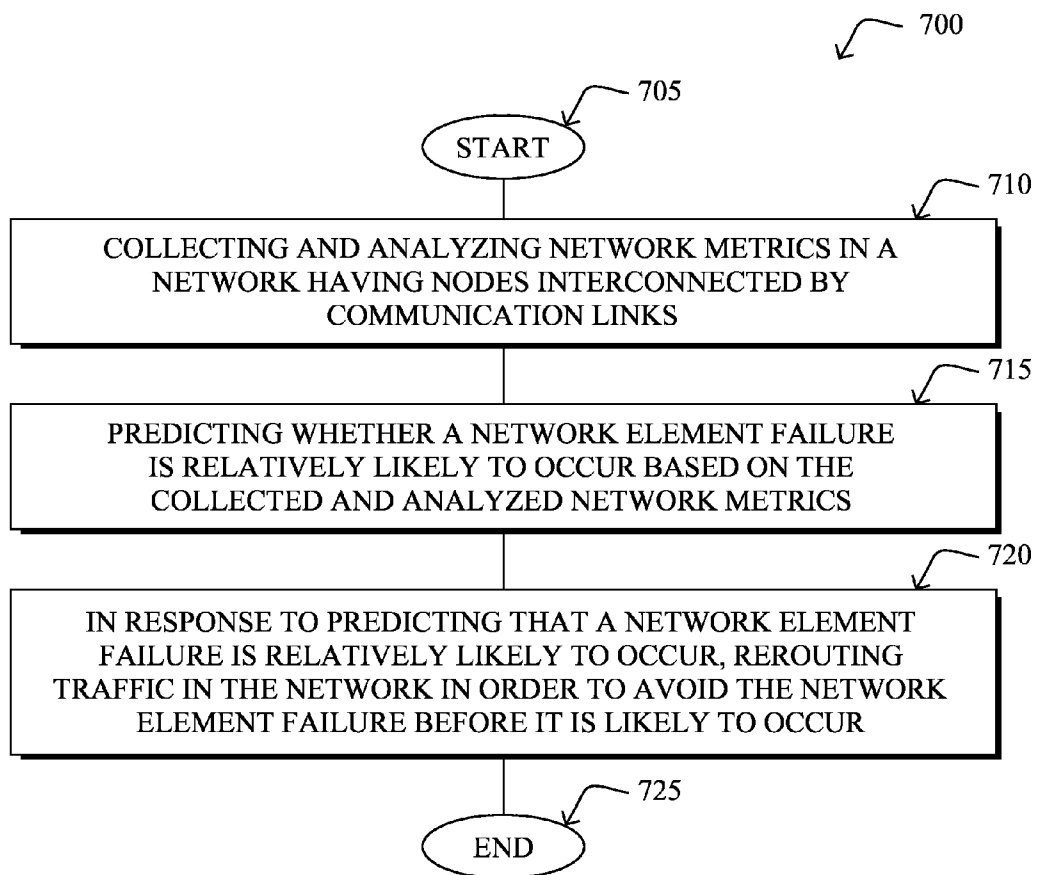 700
705
START
710
COLLECTING AND ANALYZING NETWORK METRICS IN A
NETWORK HAVING NODES INTERCONNECTED BY
COMMUNICATION LINKS
715
PREDICTING WHETHER A NETWORK ELEMENT FAILURE
IS RELATIVELY LIKELY TO OCCUR BASED ON THE
COLLECTED AND ANALYZED NETWORK METRICS
720
IN RESPONSE TO PREDICTING THAT A NETWORK ELEMENT
FAILURE IS RELATIVELY LIKELY TO OCCUR, REROUTING
TRAFFIC IN THE NETWORK IN ORDER TO AVOID THE NETWORK
ELEMENT FAILURE BEFORE IT IS LIKELY TO OCCUR
725
END